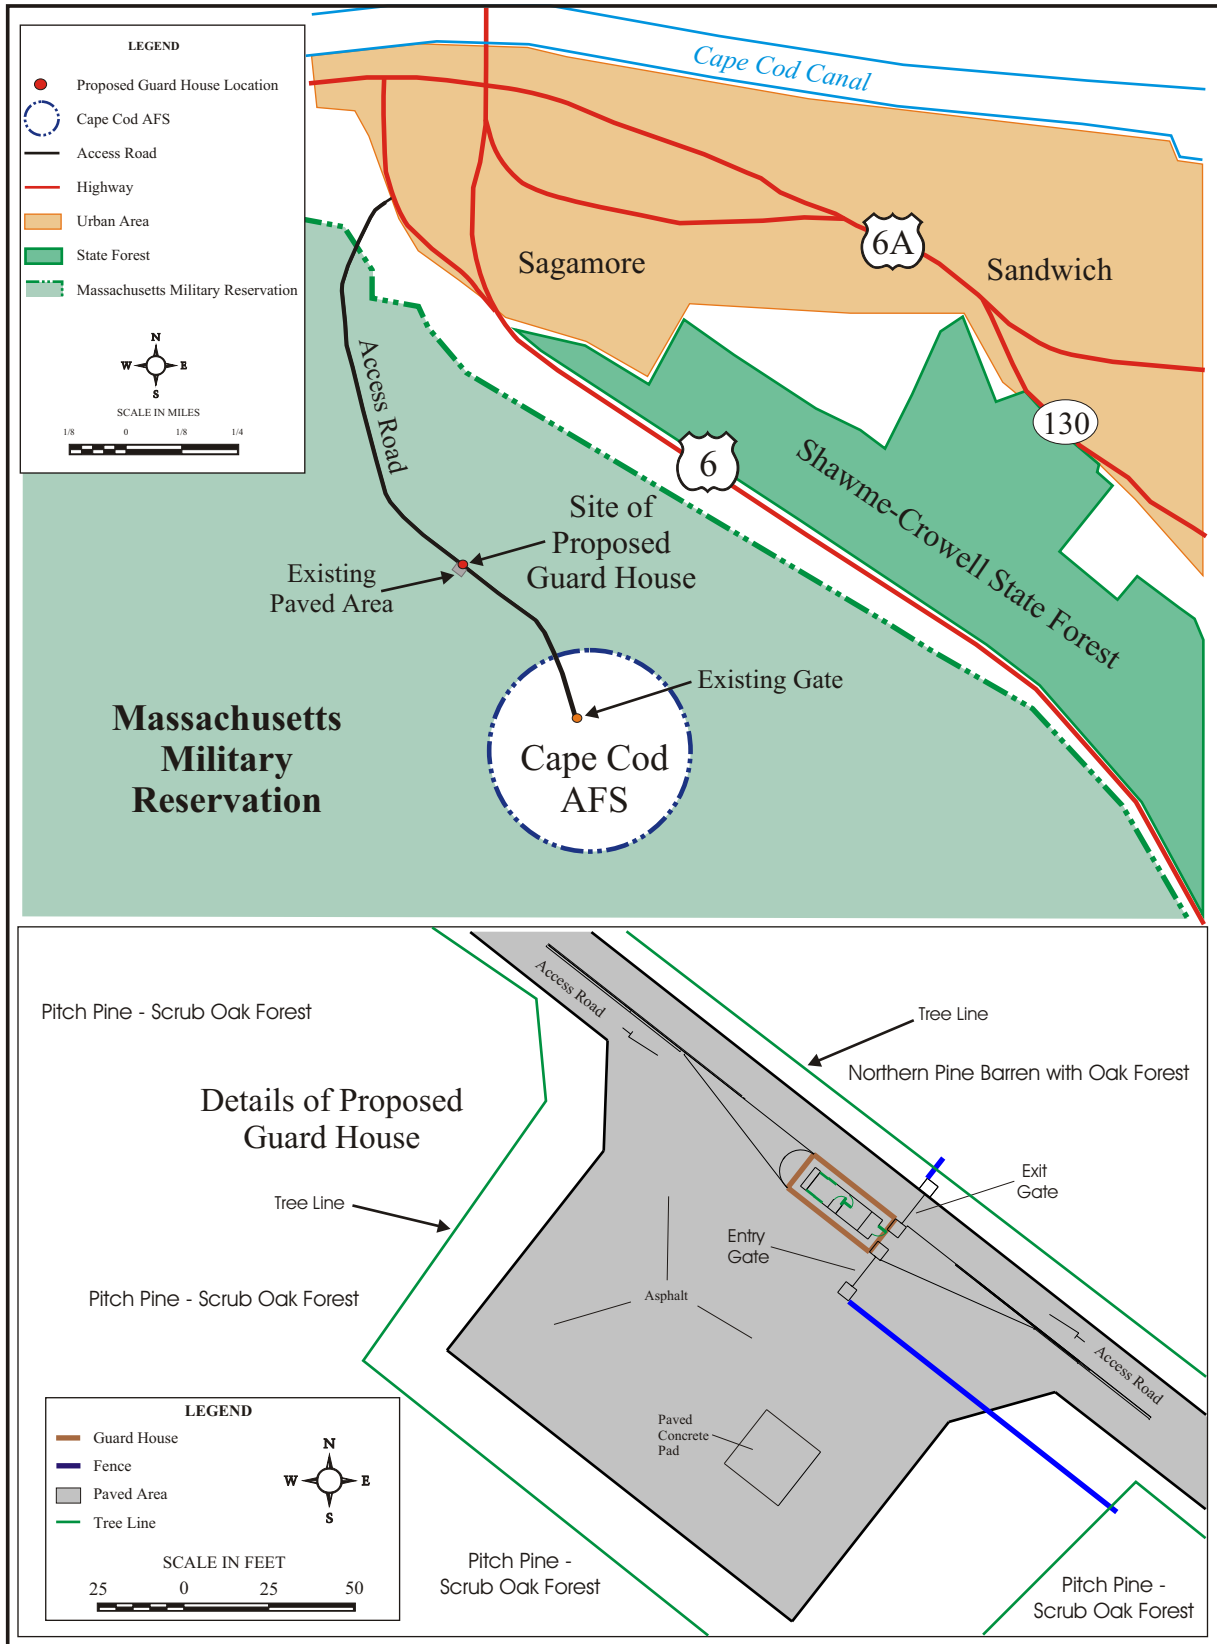 LEGEND
Proposed Guard House Location
Cape Cod AFS
Access Road
Highway
Urban Area
State Forest
Massachusetts Military Reservation
N
W E
S
SCALE IN MILES
1/8 0 1/8 1/4
Cape Cod Canal
6A
Sagamore
Sandwich
130
6
Shawme-Crowell State Forest
Access Road
Site of
Proposed
Guard House
Existing
Paved Area
Existing Gate
Massachusetts
Military
Reservation
Cape Cod
AFS
Pitch Pine - Scrub Oak Forest
Access Road
Tree Line
Northern Pine Barren with Oak Forest
Details of Proposed
Guard House
Exit
Gate
Tree Line
Entry
Gate
Pitch Pine - Scrub Oak Forest
Asphalt
Access Road
Paved
Concrete
Pad
LEGEND
Guard House
Fence
Paved Area
Tree Line
N
W E
S
SCALE IN FEET
25 0 25 50
Pitch Pine -
Scrub Oak Forest
Pitch Pine -
Scrub Oak Forest